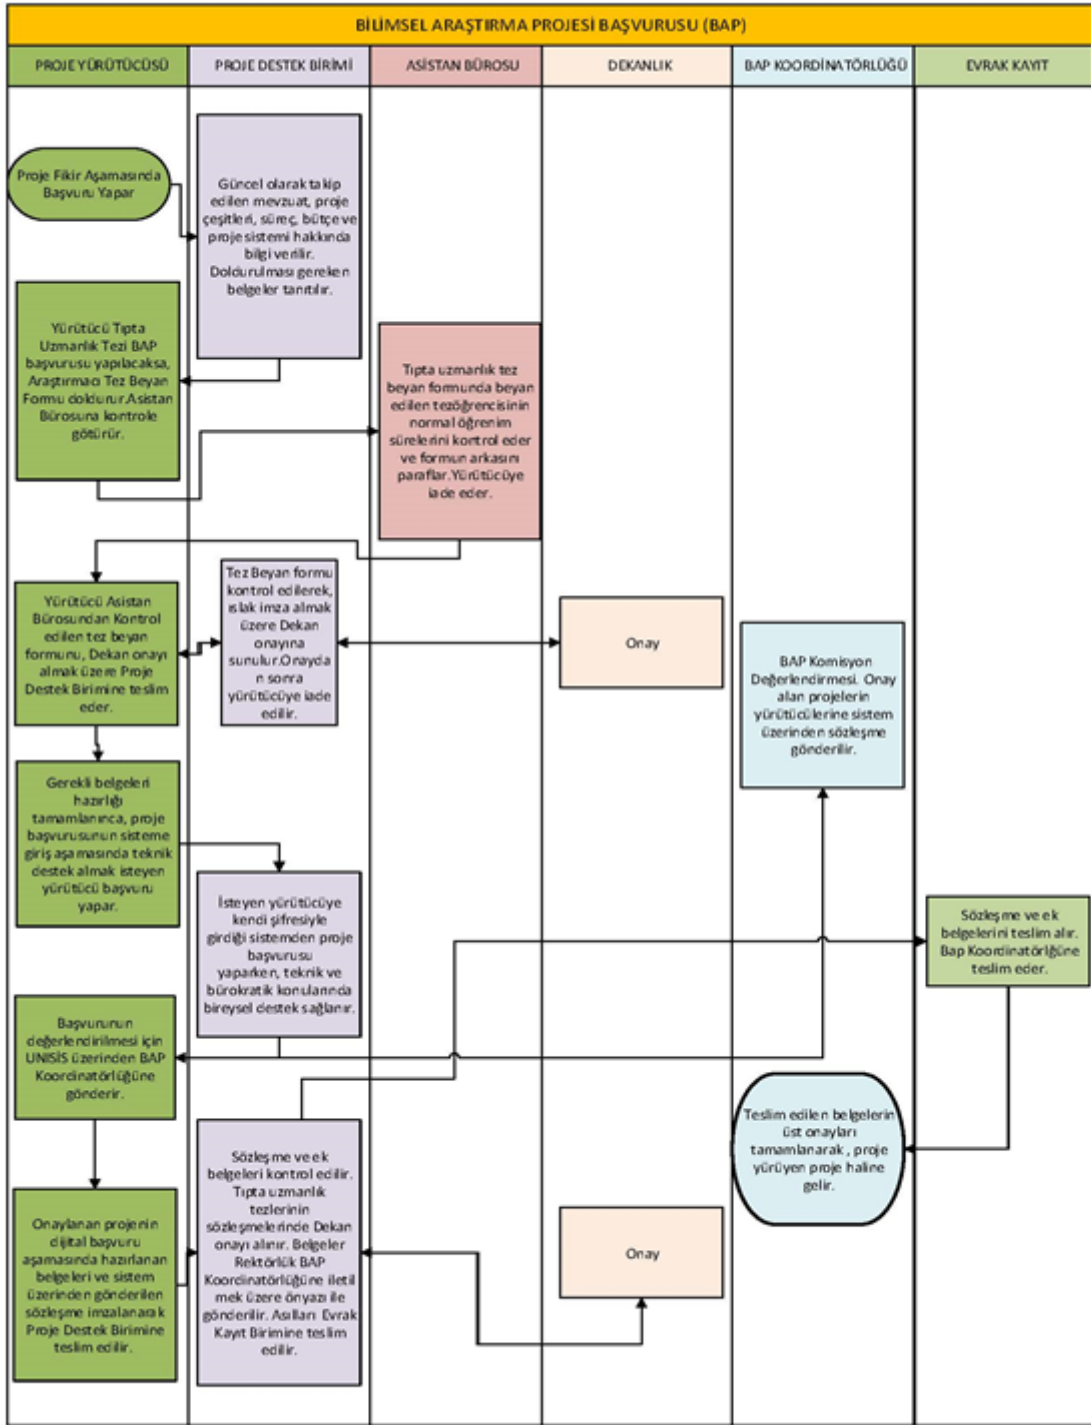 BİLİMSEL ARAŞTIRMA PROJESİ BAŞVURUSU (BAP)
PROJE YÜRÜTÜCÜSÜ
PROJE DESTEK BİRİMİ
ASİSTAN BÜROSU
DEKANLIK
BAP KOORDİNATÖRLÜĞÜ
EVRAK KAYIT
Proje Fikir Aşamasında
Başvuru Yapar
Güncel olarak takip
edilen mevzuat, proje
çeşitleri, süreç, bütçe ve
proje sistemi hakkında
bilgi verilir.
Doldurulması gereken
belgeler tanıtılır.
Yürütücü Tıpta
Uzmanlık Tezi BAP
başvurusu yapılacaksa,
Araştırmacı Tez Beyan
Formu doldurur.Asistan
Bürosuna kontrole
götürür.
Tıpta uzmanlık tez
beyan formunda beyan
edilen tezöğrencisinin
normal öğrenim
sürelerini kontrol eder
ve formun arkasını
paraflar.Yürütücüye
iade eder.
Yürütücü Asistan
Bürosundan Kontrol
edilen tez beyan
formunu, Dekan onayı
almak üzere Proje
Destek Birimine teslim
eder.
Tez Beyan formu
kontrol edilerek,
ıslak imza almak
üzere Dekan
onayına
sunulur.Onayda
n sonra
yürütücüye iade
edilir.
Onay
BAP Komisyon
Değerlendirmesi. Onay
alan projelerin
yürütücülerine sistem
üzerinden sözleşme
gönderilir.
Gerekli belgeleri
hazırlığı
tamamlanınca, proje
başvurusunun sisteme
giriş aşamasında teknik
destek almak isteyen
yürütücü başvuru
yapar.
İsteyen yürütücüye
kendi şifresiyle
girdiği sistemden proje
başvurusu
yaparken, teknik ve
bürokratik konularında
bireysel destek sağlanır.
Sözleşme ve ek
belgelerini teslim alır.
Bap Koordinatörlğüne
teslim eder.
Başvurunun
değerlendirilmesi için
UNISİS üzerinden BAP
Koordinatörlüğüne
gönderir.
Teslim edilen belgelerin
üst onayları
tamamlanarak , proje
yürüyen proje haline
gelir.
Sözleşme ve ek
belgeleri kontrol edilir.
Tıpta uzmanlık
tezlerinin
sözleşmelerinde Dekan
onayı alınır. Belgeler
Rektörlük BAP
Koordinatörlüğüne iletil
mek üzere önyazı ile
gönderilir. Asılları Evrak
Kayıt Birimine teslim
edilir.
Onaylanan projenin
dijital başvuru
aşamasında hazırlanan
belgeleri ve sistem
üzerinden gönderilen
sözleşme imzalanarak
Proje Destek Birimine
teslim edilir.
Onay